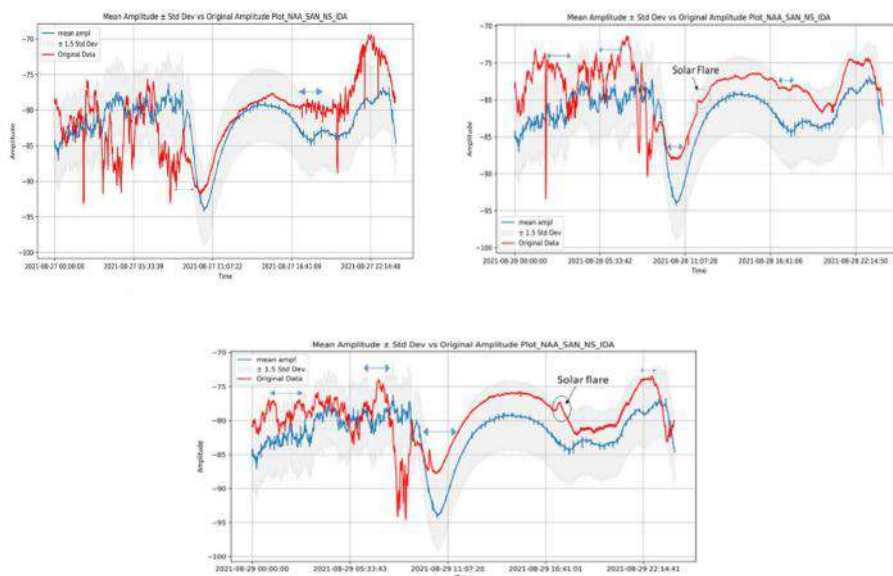 Mean Amplitude ± Std Dev vs Original Amplitude Plot_NAA_SAN_NS_IDA
mean ampl
± 1.5 Std Dev
Original Data
Amplitude
−70
−75
−80
−85
−90
−95
−100
2021-08-27 00:00:00
2021-08-27 05:33:39
2021-08-27 11:07:22
2021-08-27 16:41:09
2021-08-27 22:14:48
Time
Mean Amplitude ± Std Dev vs Original Amplitude Plot_NAA_SAN_NS_IDA
Solar Flare
mean ampl
± 1.5 Std Dev
Original Data
Amplitude
−70
−75
−80
−85
−90
−95
−100
2021-08-28 00:00:00
2021-08-28 05:33:42
2021-08-28 11:07:28
2021-08-28 16:41:06
2021-08-28 22:14:50
Time
Mean Amplitude ± Std Dev vs Original Amplitude Plot_NAA_SAN_NS_IDA
mean ampl
± 1.5 Std Dev
Original Data
Solar flare
Amplitude
−70
−75
−80
−85
−90
−95
−100
2021-08-29 00:00:00
2021-08-29 05:33:43
2021-08-29 11:07:20
2021-08-29 16:41:01
2021-08-29 22:14:41
Time